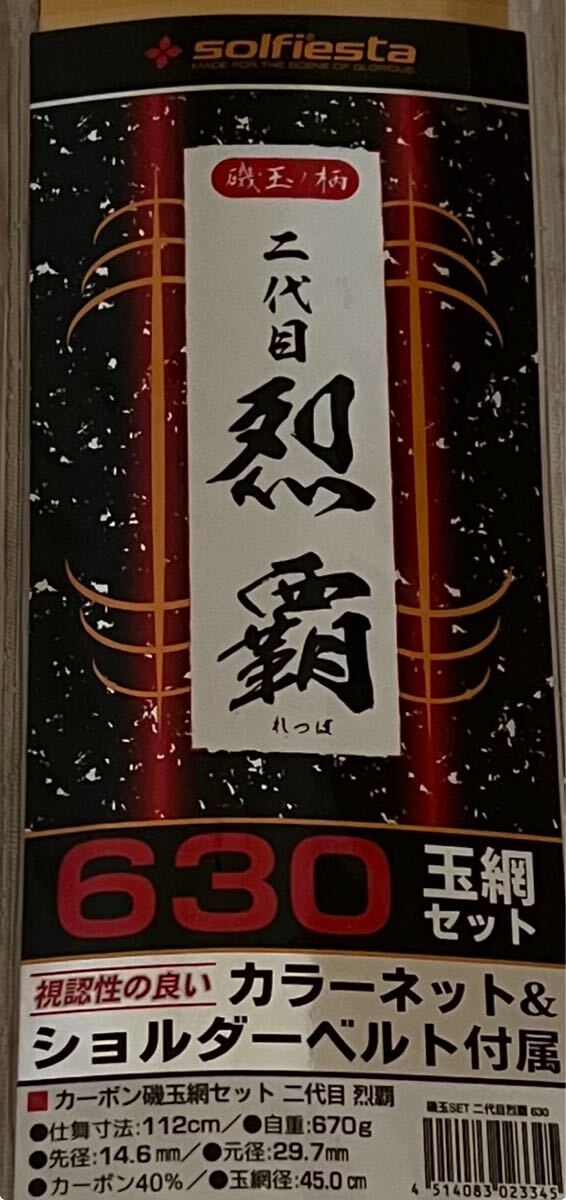 solfiesta
MADE FOR THE SCENE OF GLORIQUE
磯玉ノ柄
二代目
烈覇
れっぱ
630
玉網
セット
視認性の良い カラーネット&
ショルダーベルト付属
■カーボン磯玉網セット 二代目 烈覇
●仕舞寸法:112cm/●自重:670g
●先径:14.6mm/●元径:29.7mm
●カーボン40%/●玉網径:45.0cm
磯玉SET 二代目烈覇 630
4 514083 023345